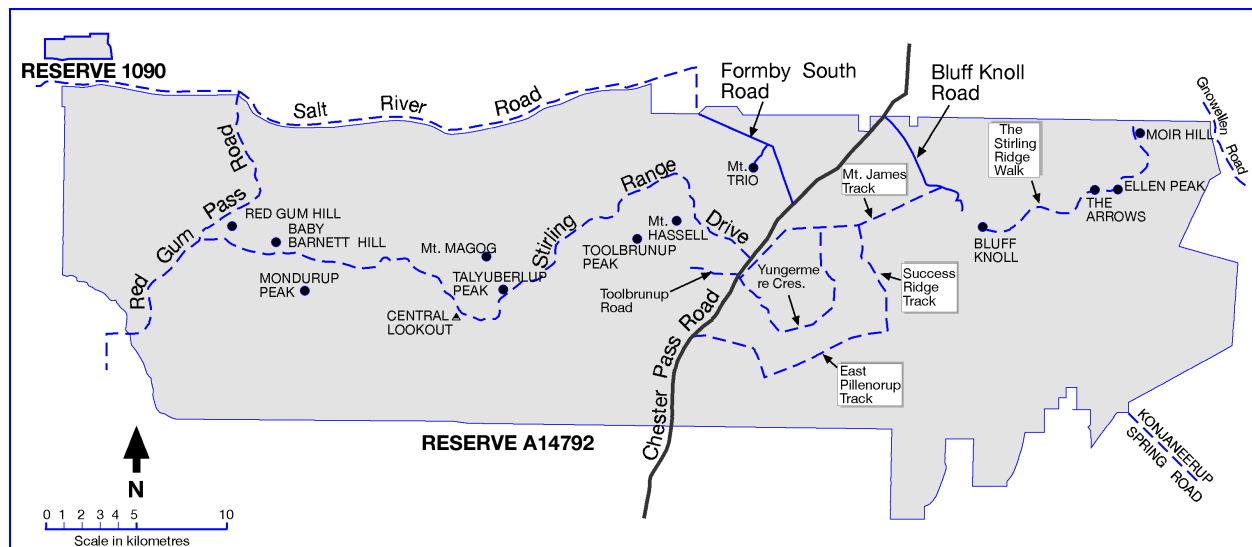 RESERVE 1090
Salt River Road
Formby South
Road
Bluff Knoll
Road
Gnowellen Road
The
Stirling
Ridge
Walk
MOIR HILL
Mt.
TRIO
Mt. James
Track
ELLEN PEAK
THE
ARROWS
Red Gum Pass Road
RED GUM HILL
BABY
BARNETT HILL
Mt. MAGOG
Stirling Range Drive
Mt.
HASSELL
TOOLBRUNUP
PEAK
BLUFF
KNOLL
MONDURUP
PEAK
TALYUBERLUP
PEAK
CENTRAL
LOOKOUT
Toolbrunup
Road
Yungerme
re Cres.
Success
Ridge
Track
Chester Pass Road
East
Pillenorup
Track
RESERVE A14792
KONJANEERUP
SPRING ROAD
N
0 1 2 3 4 5 10
Scale in kilometres